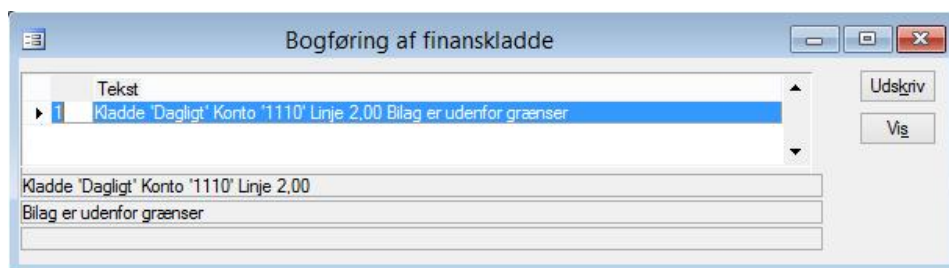 Bogføring af finanskladde
Tekst
Udskriv
1 Kladde 'Dagligt' Konto '1110' Linje 2,00 Bilag er udenfor grænser
Vis
Kladde 'Dagligt' Konto '1110' Linje 2,00
Bilag er udenfor grænser